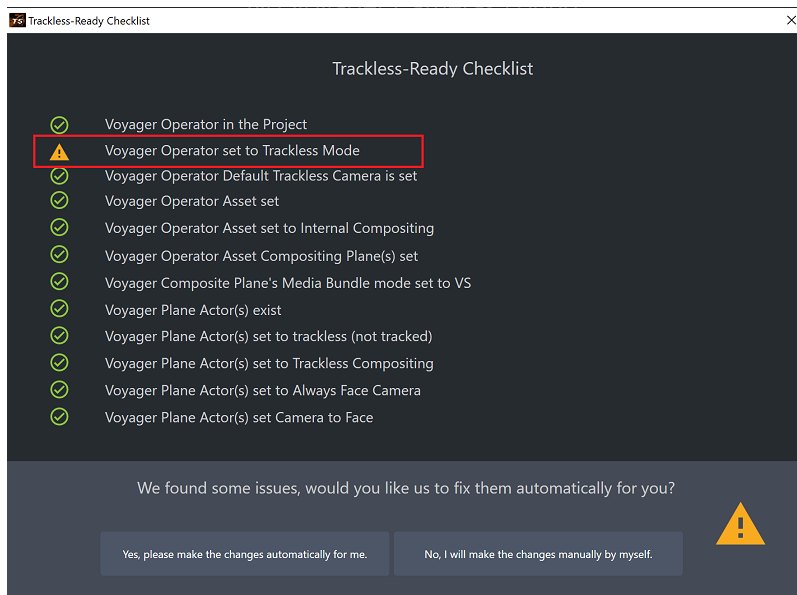 TS Trackless-Ready Checklist
Trackless-Ready Checklist
Voyager Operator in the Project
Voyager Operator set to Trackless Mode
Voyager Operator Default Trackless Camera is set
Voyager Operator Asset set
Voyager Operator Asset set to Internal Compositing
Voyager Operator Asset Compositing Plane(s) set
Voyager Composite Plane's Media Bundle mode set to VS
Voyager Plane Actor(s) exist
Voyager Plane Actor(s) set to trackless (not tracked)
Voyager Plane Actor(s) set to Trackless Compositing
Voyager Plane Actor(s) set to Always Face Camera
Voyager Plane Actor(s) set Camera to Face
We found some issues, would you like us to fix them automatically for you?
Yes, please make the changes automatically for me.
No, I will make the changes manually by myself.